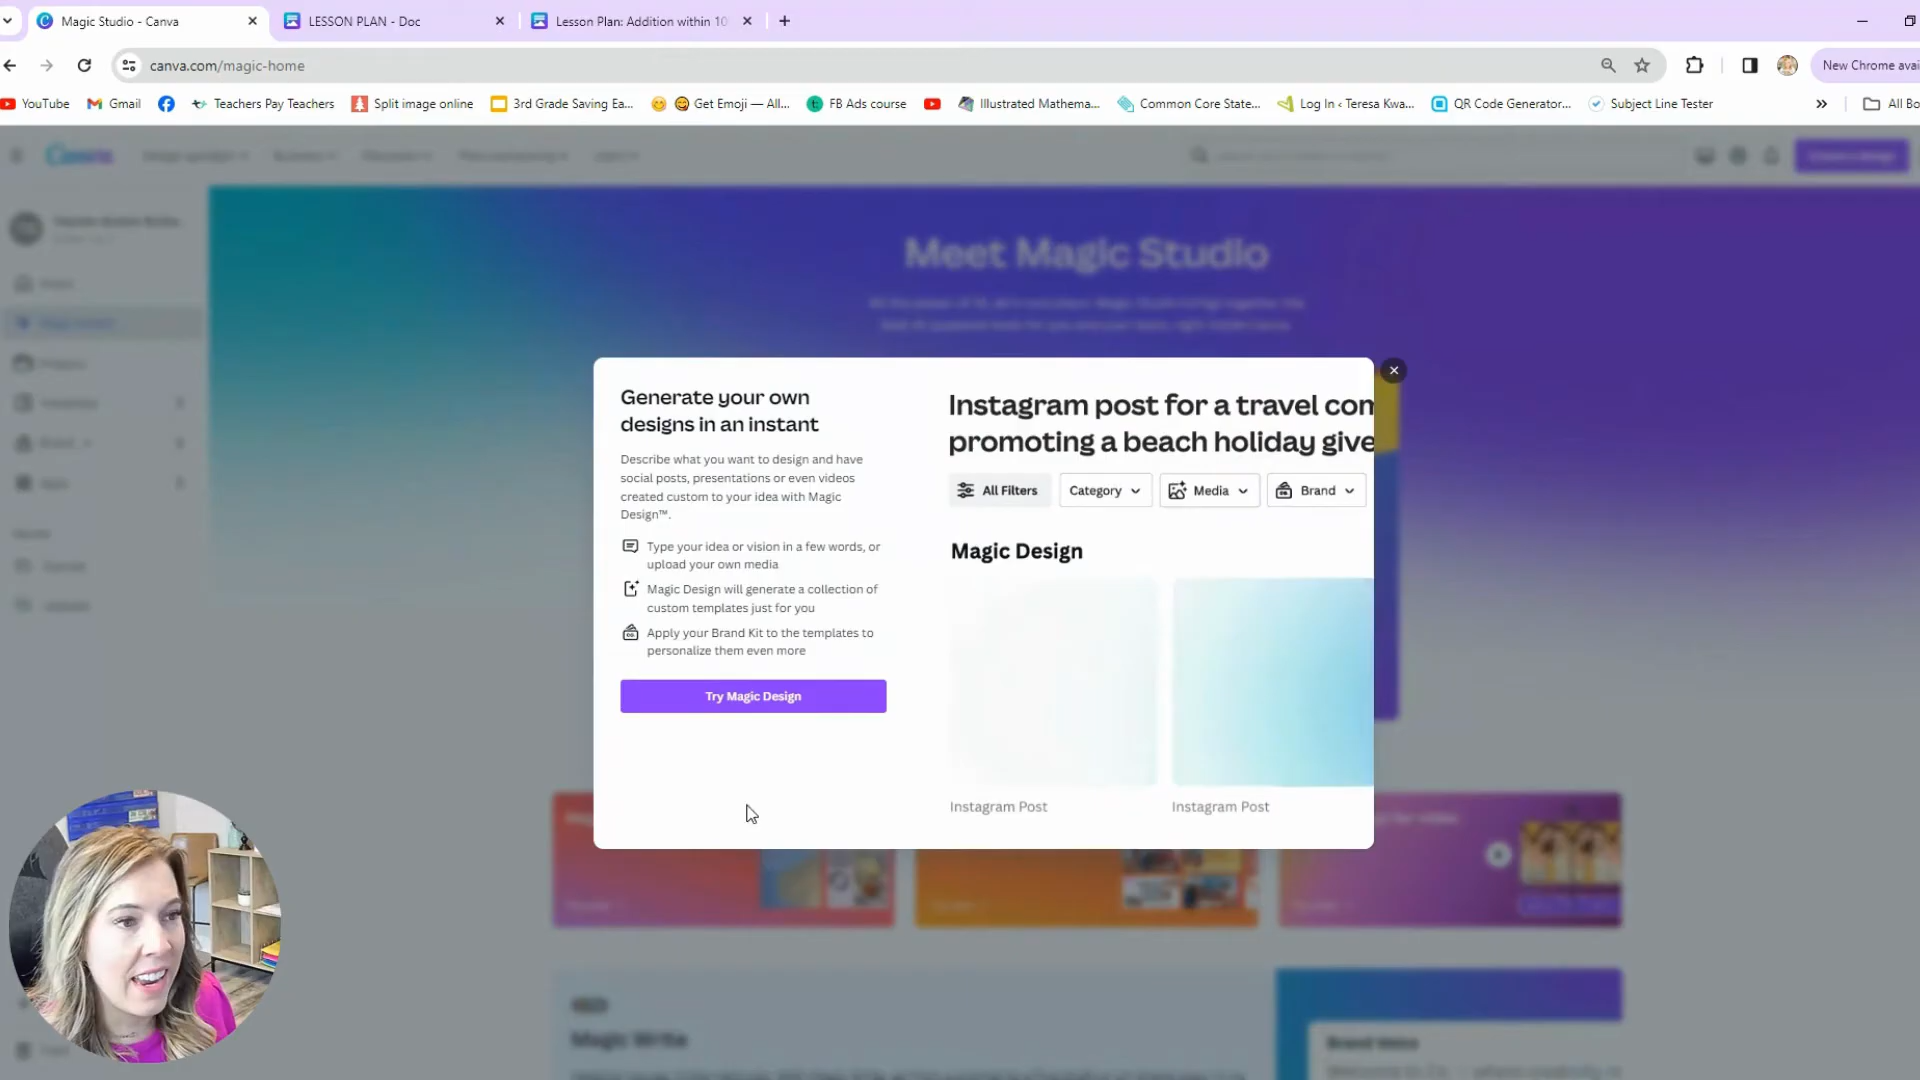 Magic Studio - Canva
LESSON PLAN - Doc
Lesson Plan: Addition within 10
canva.com/magic-home
New Chrome avai
YouTube
Gmail
Teachers Pay Teachers
Split image online
3rd Grade Saving Ea...
Get Emoji — All...
FB Ads course
Illustrated Mathema...
Common Core State...
Log In ‹ Teresa Kwa...
QR Code Generator...
Subject Line Tester
All Bo
Meet Magic Studio
Generate your own
designs in an instant
Describe what you want to design and have
social posts, presentations or even videos
created custom to your idea with Magic
Design™.
Type your idea or vision in a few words, or
upload your own media
Magic Design will generate a collection of
custom templates just for you
Apply your Brand Kit to the templates to
personalize them even more
Try Magic Design
Instagram post for a travel com
promoting a beach holiday give
All Filters
Category
Media
Brand
Magic Design
Instagram Post
Instagram Post
Magic Write
Brand Voice